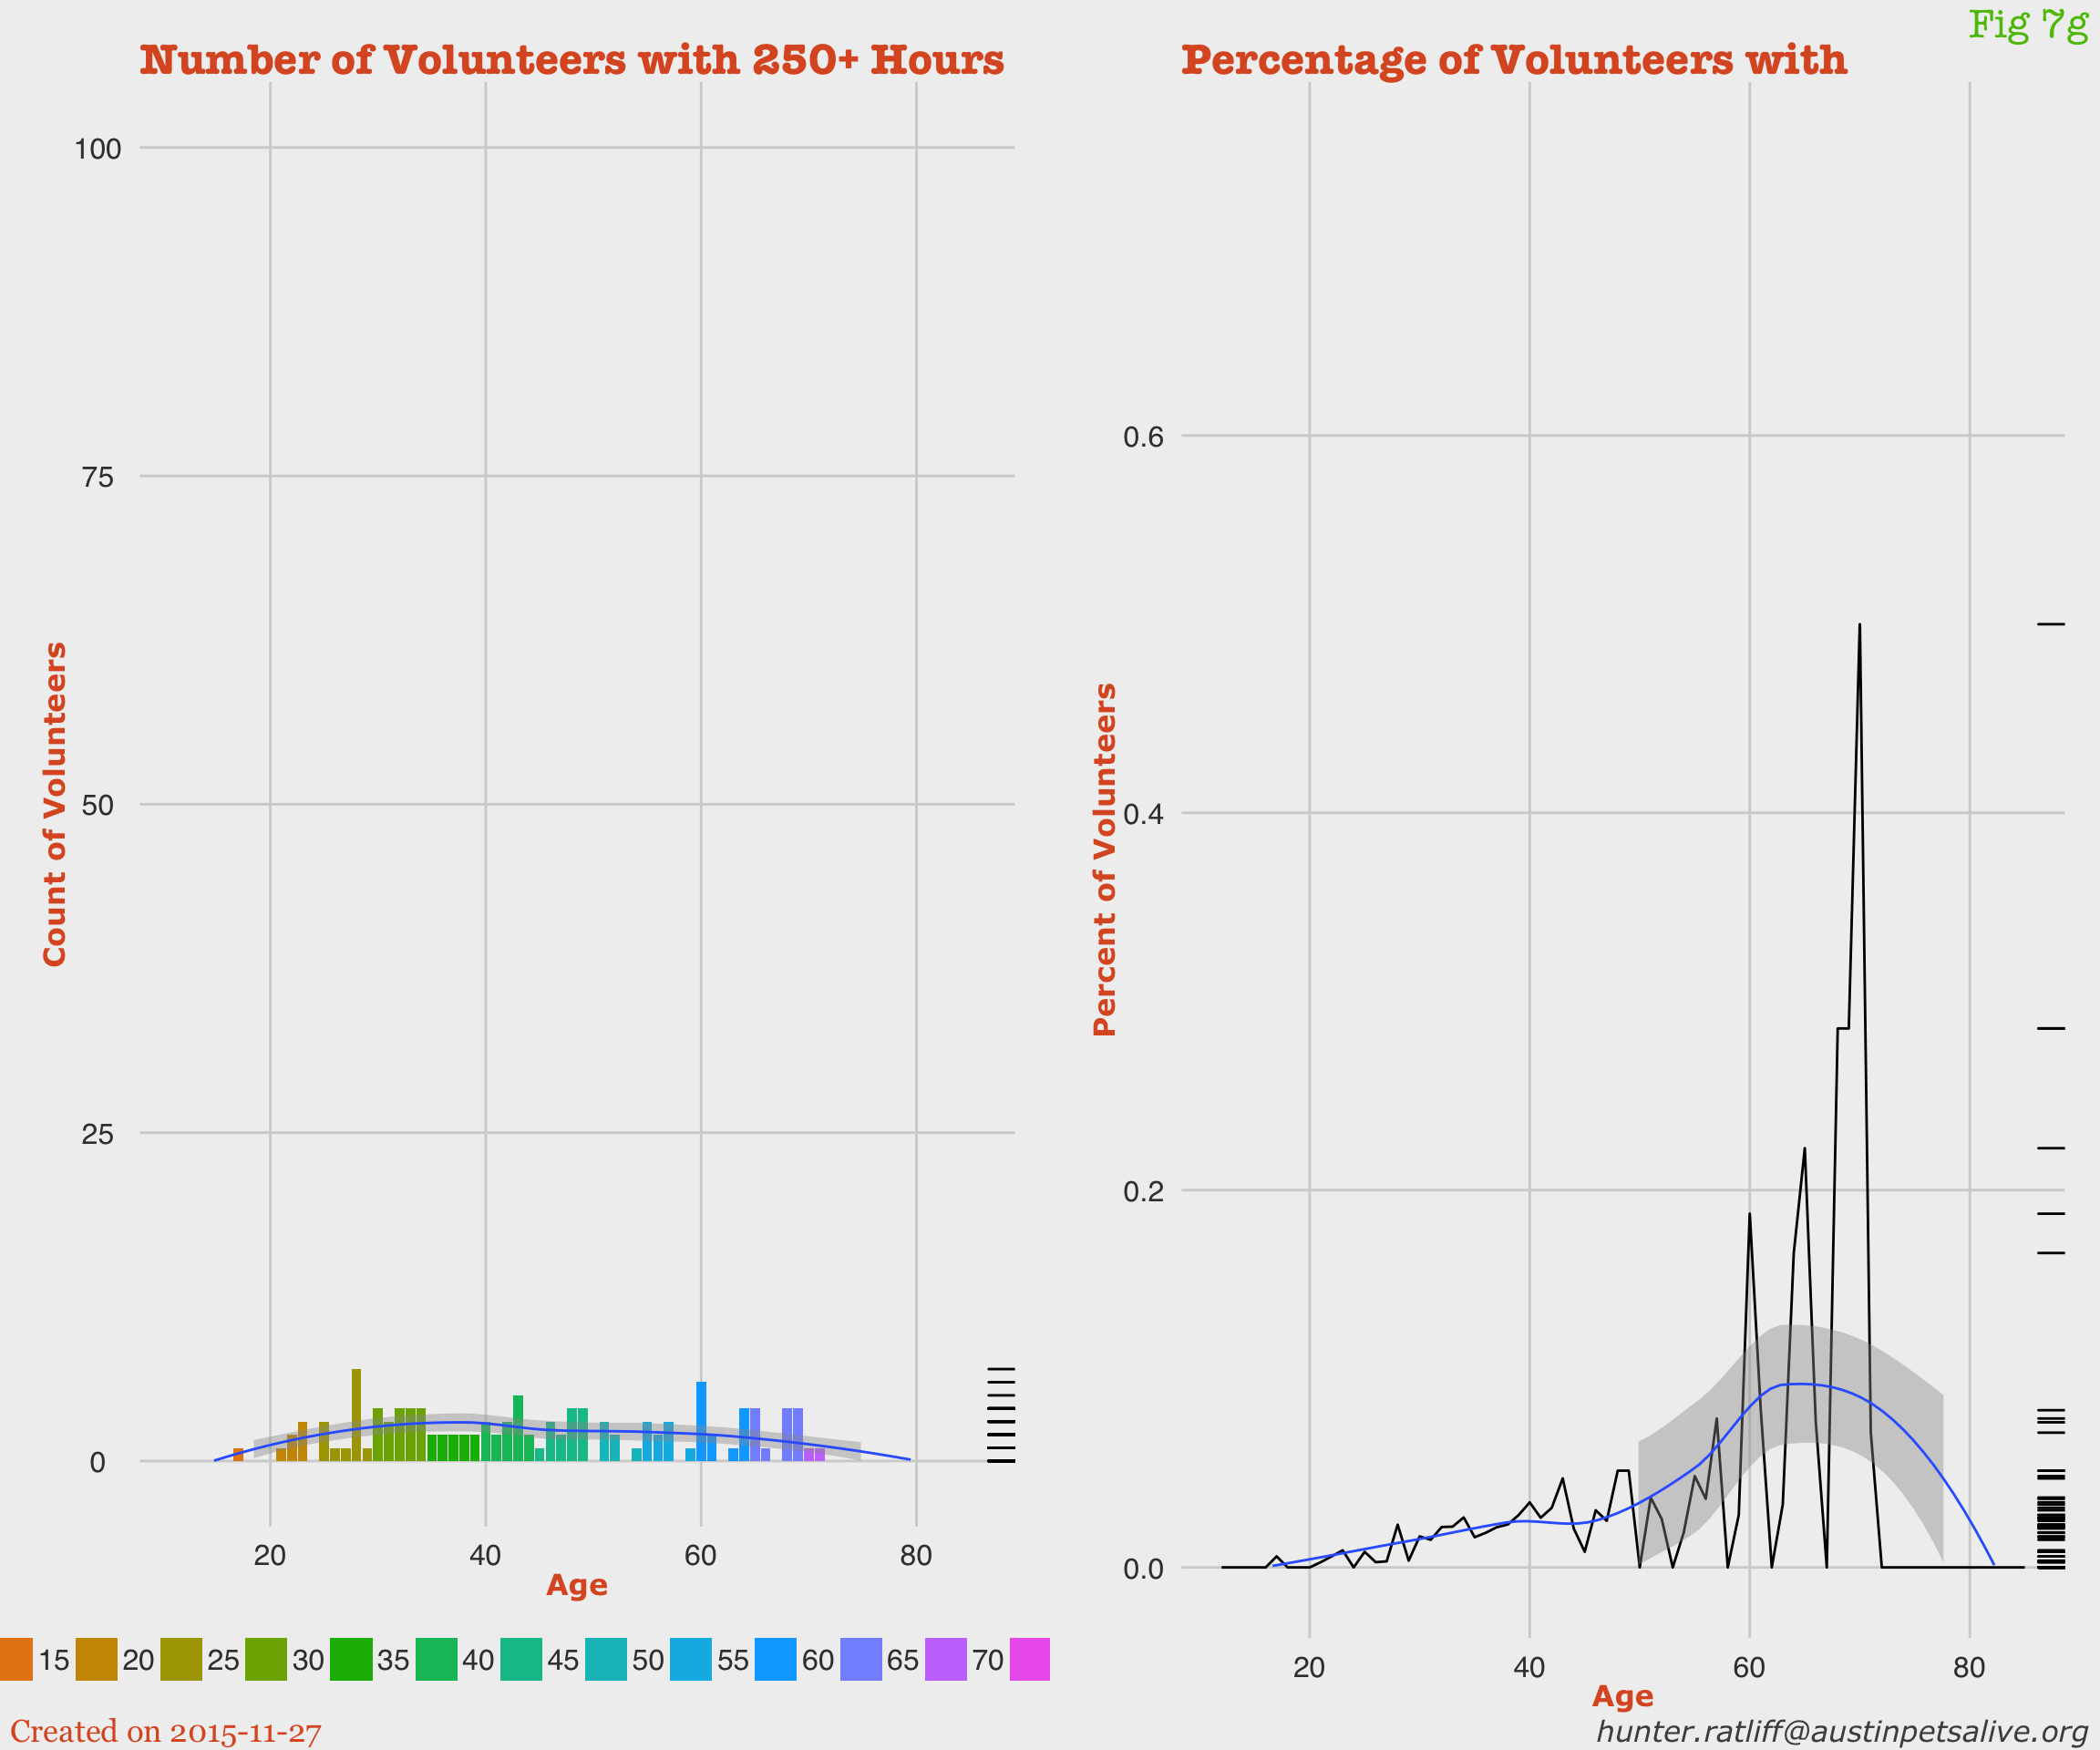 Fig 7g
Number of Volunteers with 250+ Hours
Count of Volunteers
100
75
50
25
0
20 40 60 80
Age
15 20 25 30 35 40 45 50 55 60 65 70
Percentage of Volunteers with
Percent of Volunteers
0.6
0.4
0.2
0.0
20 40 60 80
Age
Created on 2015-11-27
hunter.ratliff@austinpetsalive.org